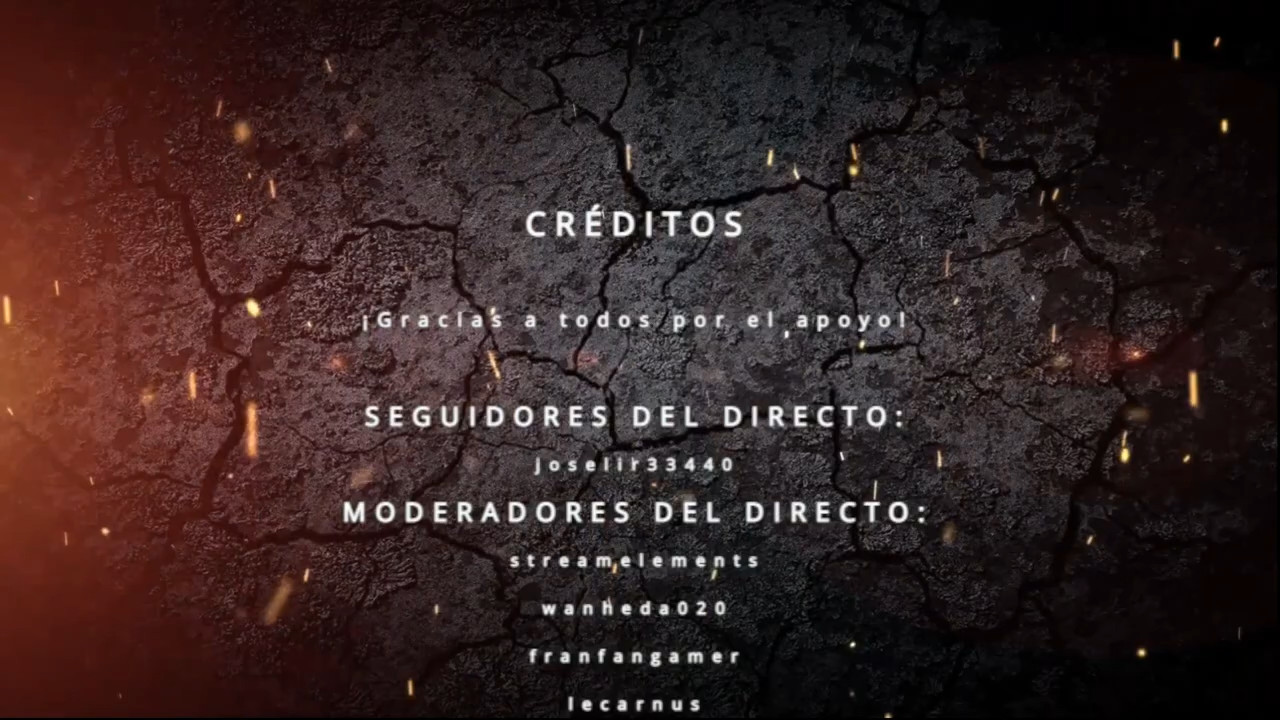 CRÉDITOS
¡Gracias a todos por el apoyo!
SEGUIDORES DEL DIRECTO:
joselir33440
MODERADORES DEL DIRECTO:
streamelements
wanheda020
franfangamer
lecarnus